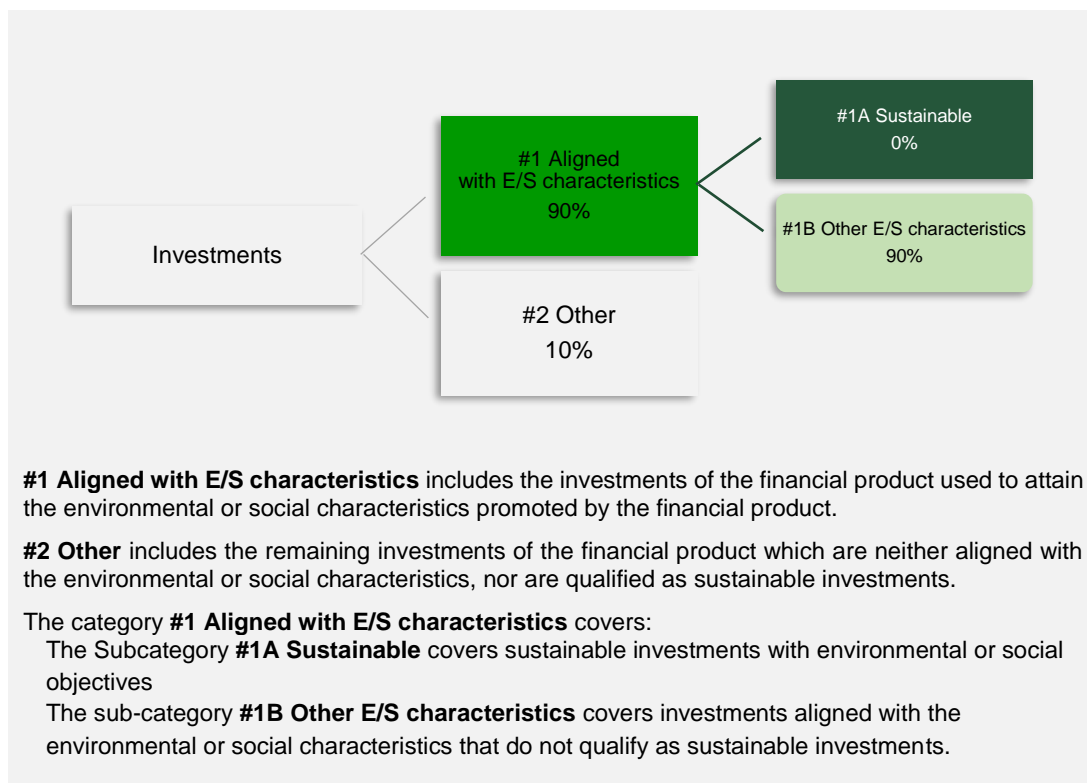 #1A Sustainable
0%
#1 Aligned
with E/S characteristics
90%
#1B Other E/S characteristics
90%
Investments
#2 Other
10%
#1 Aligned with E/S characteristics includes the investments of the financial product used to attain
the environmental or social characteristics promoted by the financial product.
#2 Other includes the remaining investments of the financial product which are neither aligned with
the environmental or social characteristics, nor are qualified as sustainable investments.
The category #1 Aligned with E/S characteristics covers:
The Subcategory #1A Sustainable covers sustainable investments with environmental or social
objectives
The sub-category #1B Other E/S characteristics covers investments aligned with the
environmental or social characteristics that do not qualify as sustainable investments.